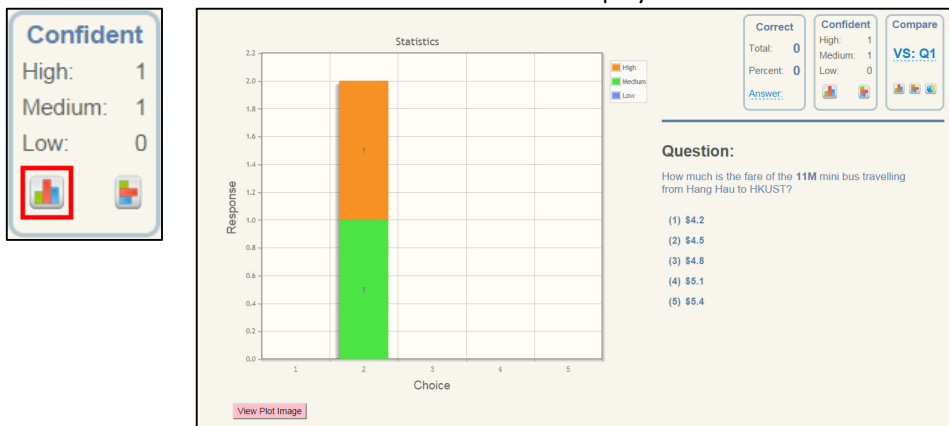 Confident
High: 1
Medium: 1
Low: 0
Statistics
2.2
2.0
1.8
1.6
1.4
1.2
1.0
0.8
0.6
0.4
0.2
0.0
Response
1
1
1 2 3 4 5
Choice
High
Medium
Low
View Plot Image
Correct
Total: 0
Percent: 0
Answer:
Confident
High: 1
Medium: 1
Low: 0
Compare
VS: Q1
Question:
How much is the fare of the 11M mini bus travelling
from Hang Hau to HKUST?
(1) $4.2
(2) $4.5
(3) $4.8
(4) $5.1
(5) $5.4